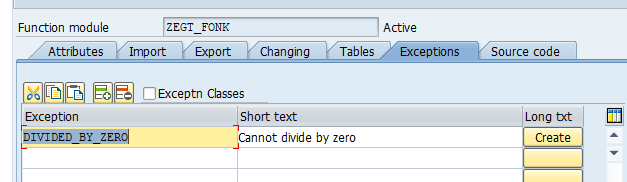 Function module ZEGT_FONK Active
Attributes Import Export Changing Tables Exceptions Source code
Exceptn Classes
Exception Short text Long txt
DIVIDED_BY_ZERO Cannot divide by zero Create